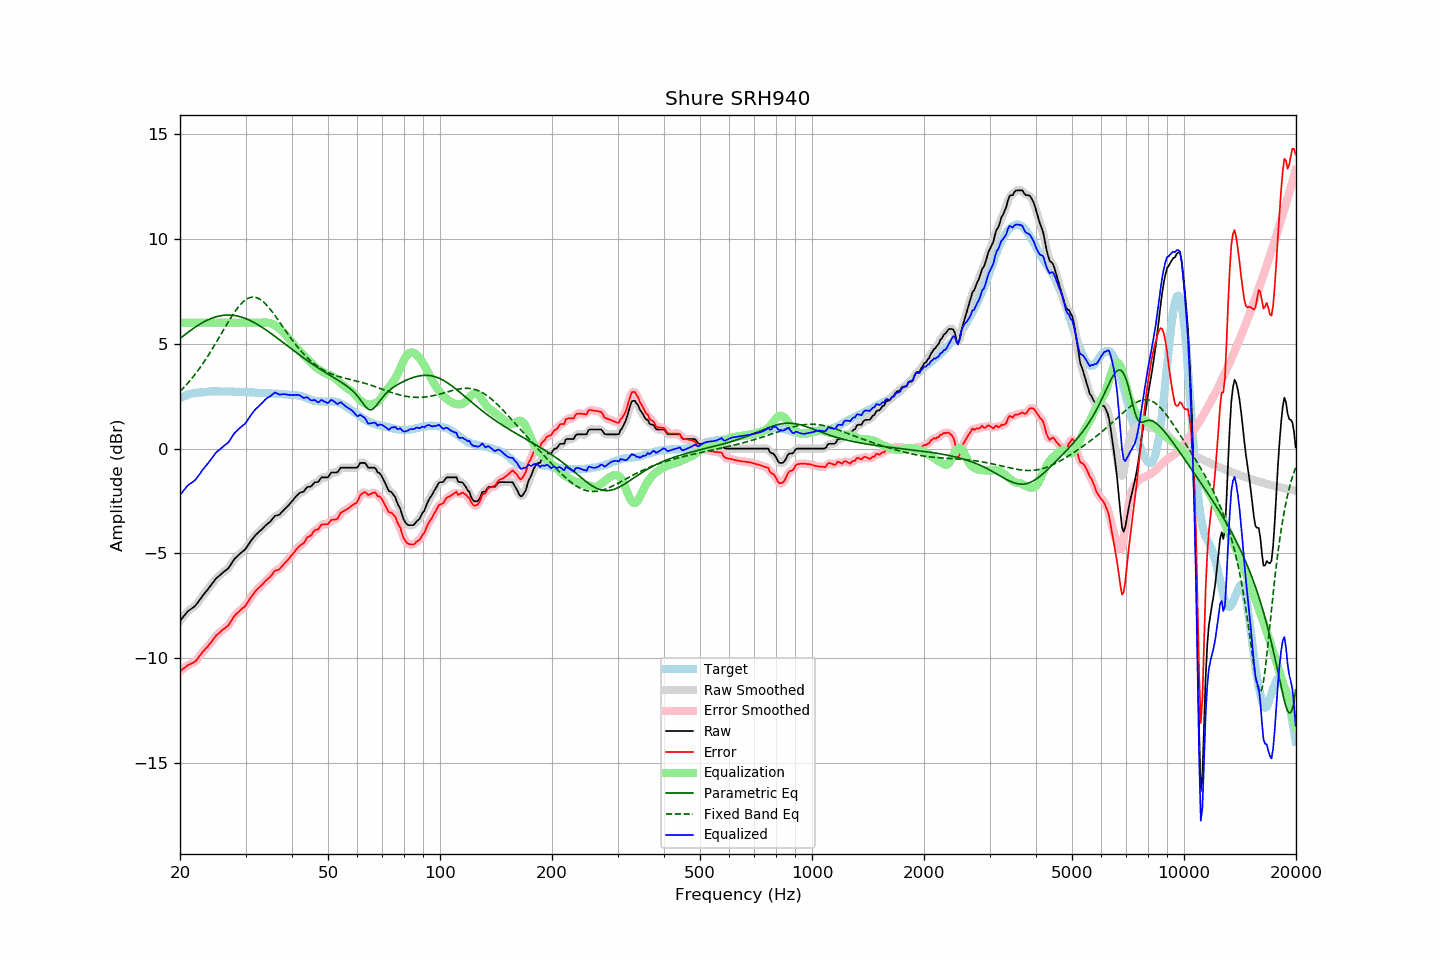 Shure SRH940
Amplitude (dBr)
15
10
5
0
−5
−10
−15
Target
Raw Smoothed
Error Smoothed
Raw
Error
Equalization
Parametric Eq
Fixed Band Eq
Equalized
20 50 100 200 500 1000 2000 5000 10000 20000
Frequency (Hz)